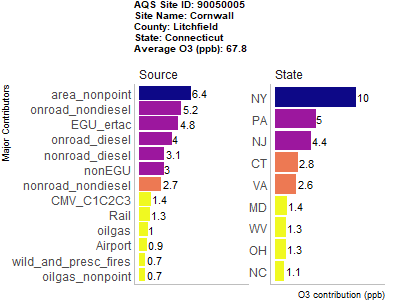 AQS Site ID: 90050005
Site Name: Cornwall
County: Litchfield
State: Connecticut
Average O3 (ppb): 67.8
Major Contributors
Source
area_nonpoint 6.4
onroad_nondiesel 5.2
EGU_ertac 4.8
onroad_diesel 4
nonroad_diesel 3.1
nonEGU 3
nonroad_nondiesel 2.7
CMV_C1C2C3 1.4
Rail 1.3
oilgas 1
Airport 0.9
wild_and_presc_fires 0.7
oilgas_nonpoint 0.7
State
NY 10
PA 5
NJ 4.4
CT 2.8
VA 2.6
MD 1.4
WV 1.3
OH 1.3
NC 1.1
O3 contribution (ppb)